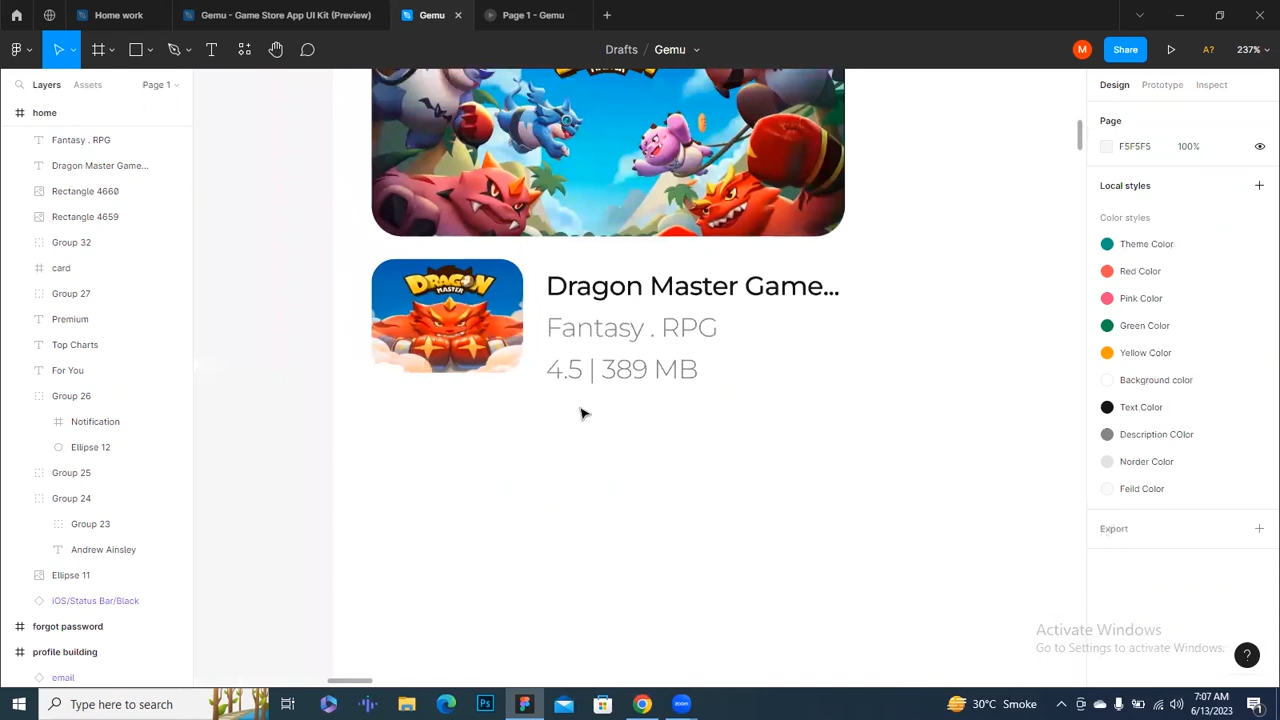 Home work
Gemu - Game Store App UI Kit (Preview)
Gemu
Page 1 - Gemu
Drafts / Gemu
M
Share
A?
237%
Layers
Assets
Page 1
Design
Prototype
Inspect
home
Fantasy . RPG
Dragon Master Game...
Rectangle 4660
Rectangle 4659
Group 32
card
Group 27
Premium
Top Charts
For You
Group 26
Notification
Ellipse 12
Group 25
Group 24
Group 23
Andrew Ainsley
Ellipse 11
iOS/Status Bar/Black
forgot password
profile building
email
DRAGON
MASTER
Dragon Master Game...
Fantasy . RPG
4.5 | 389 MB
Page
F5F5F5
100%
Local styles
Color styles
Theme Color
Red Color
Pink Color
Green Color
Yellow Color
Background color
Text Color
Description COlor
Norder Color
Feild Color
Export
Activate Windows
Go to Settings to activate Windows.
?
Type here to search
Ps
zoom
30°C Smoke
7:07 AM
6/13/2023